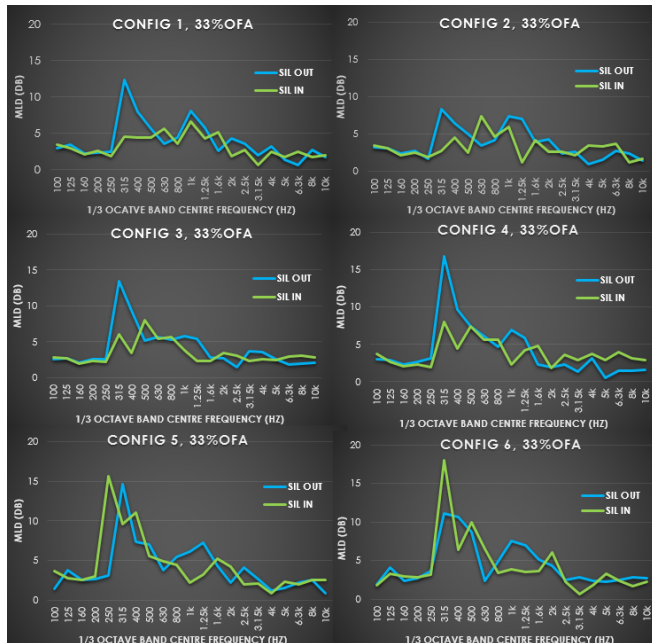 CONFIG 1, 33%OFA
20
15
10
5
0
MLD (DB)
SIL OUT
SIL IN
100 125 160 200 250 315 400 500 630 800 1k 1.25k 1.6k 2k 2.5k 3.15k 4k 5k 6.3k 8k 10k
1/3 OCATVE BAND CENTRE FREQUENCY (HZ)
CONFIG 2, 33%OFA
20
15
10
5
0
MLD (DB)
SIL OUT
SIL IN
100 125 160 200 250 315 400 500 630 800 1k 1.25k 1.6k 2k 2.5k 3.15k 4k 5k 6.3k 8k 10k
1/3 OCTAVE BAND CENTRE FREQUENCY (HZ)
CONFIG 3, 33%OFA
20
15
10
5
0
MLD (DB)
SIL OUT
SIL IN
100 125 160 200 250 315 400 500 630 800 1k 1.25k 1.6k 2k 2.5k 3.15k 4k 5k 6.3k 8k 10k
1/3 OCTAVE BAND CENTRE FREQUENCY (HZ)
CONFIG 4, 33%OFA
20
15
10
5
0
MLD (DB)
SIL OUT
SIL IN
100 125 160 200 250 315 400 500 630 800 1k 1.25k 1.6k 2k 2.5k 3.15k 4k 5k 6.3k 8k 10k
1/3 OCTAVE BAND CENTRE FREQUENCY (HZ)
CONFIG 5, 33%OFA
20
15
10
5
0
MLD (DB)
SIL OUT
SIL IN
100 125 160 200 250 315 400 500 630 800 1k 1.25k 1.6k 2k 2.5k 3.15k 4k 5k 6.3k 8k 10k
1/3 OCTAVE BAND CENTRE FREQUENCY (HZ)
CONFIG 6, 33%OFA
20
15
10
5
0
MLD (DB)
SIL OUT
SIL IN
100 125 160 200 250 315 400 500 630 800 1k 1.25k 1.6k 2k 2.5k 3.15k 4k 5k 6.3k 8k 10k
1/3 OCTAVE BAND CENTRE FREQUENCY (HZ)